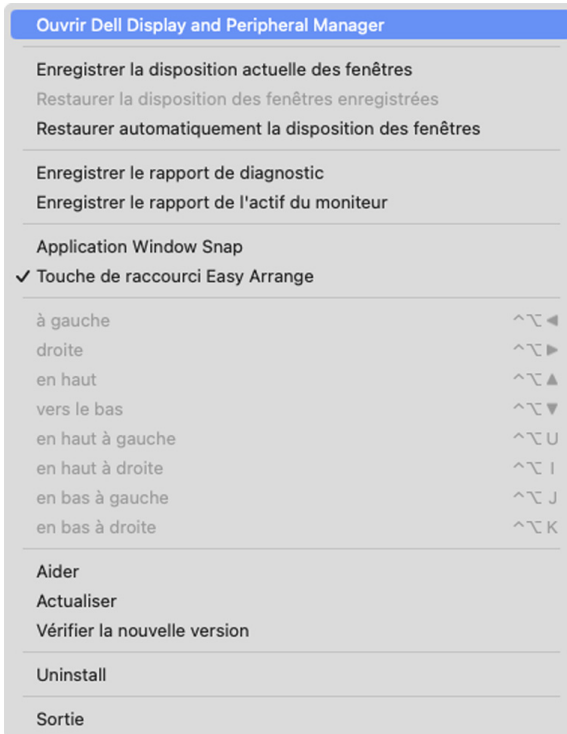 Ouvrir Dell Display and Peripheral Manager
Enregistrer la disposition actuelle des fenêtres
Restaurer la disposition des fenêtres enregistrées
Restaurer automatiquement la disposition des fenêtres
Enregistrer le rapport de diagnostic
Enregistrer le rapport de l'actif du moniteur
Application Window Snap
✓ Touche de raccourci Easy Arrange
à gauche ⌃⌥◀
droite ⌃⌥▶
en haut ⌃⌥▲
vers le bas ⌃⌥▼
en haut à gauche ⌃⌥U
en haut à droite ⌃⌥I
en bas à gauche ⌃⌥J
en bas à droite ⌃⌥K
Aider
Actualiser
Vérifier la nouvelle version
Uninstall
Sortie